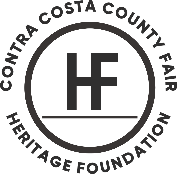 CONTRA COSTA COUNTY FAIR
HF
HERITAGE FOUNDATION